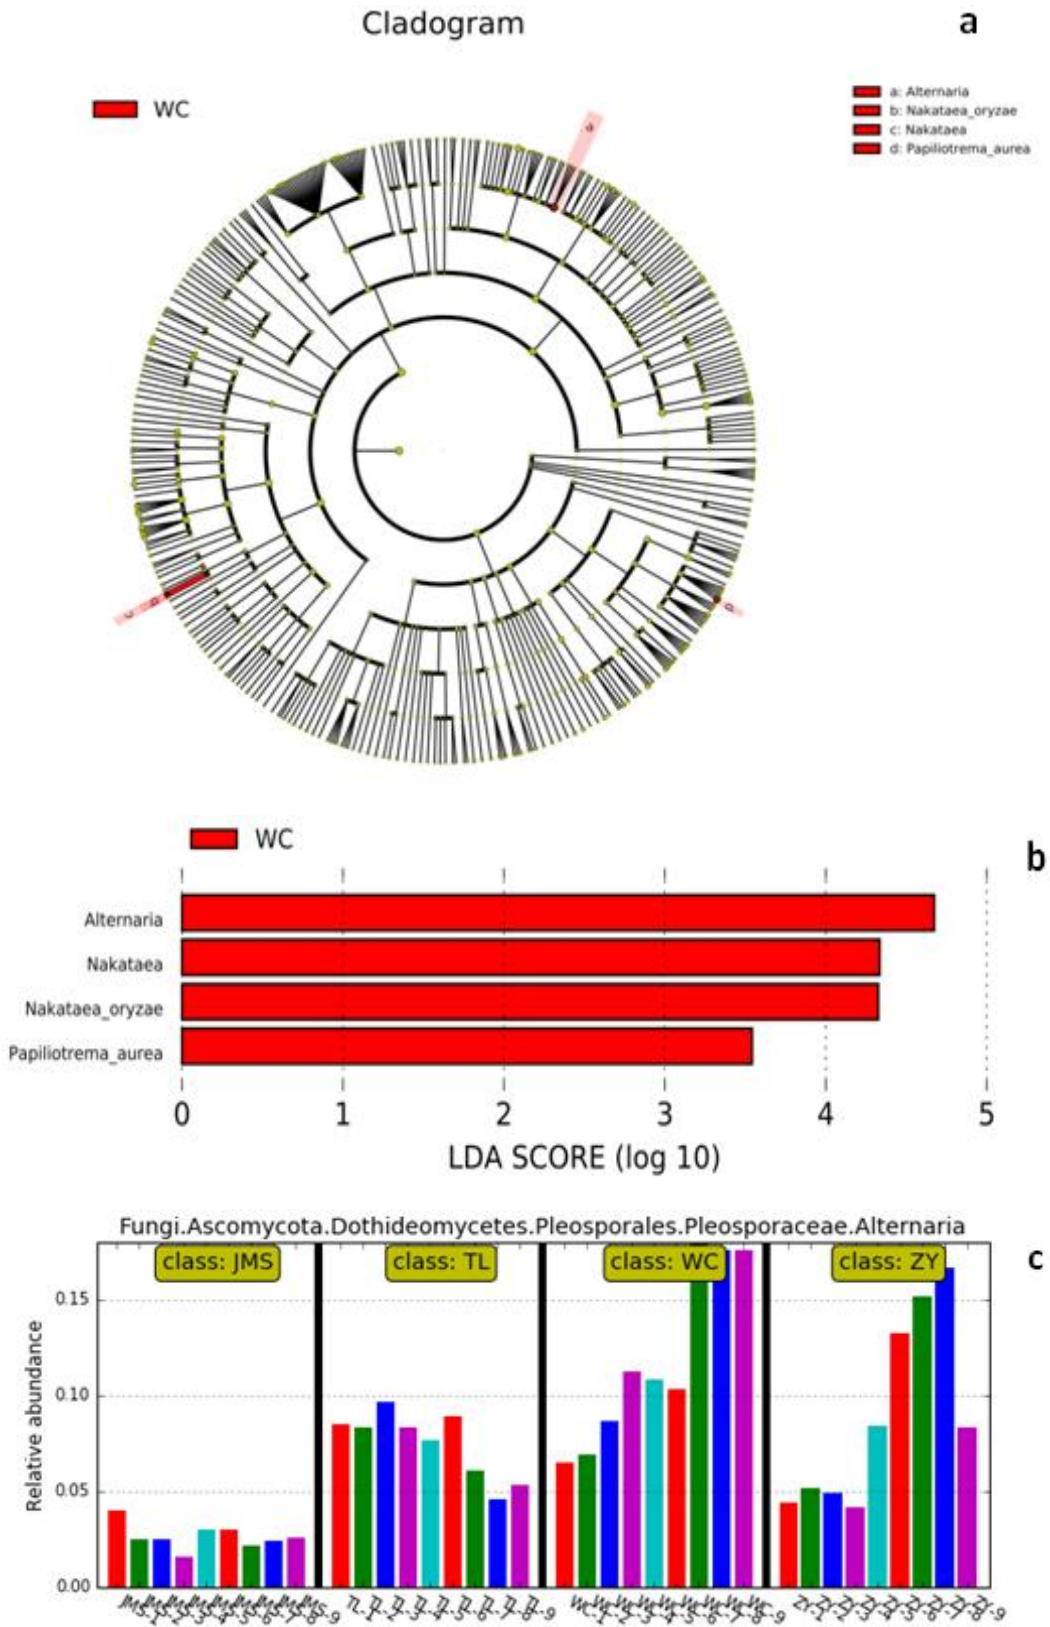 Cladogram
a
WC
a: Alternaria
b: Nakataea_oryzae
c: Nakataea
d: Papiliotrema_aurea
a
c
b
d
WC
b
Alternaria
Nakataea
Nakataea_oryzae
Papiliotrema_aurea
0 1 2 3 4 5
LDA SCORE (log 10)
Fungi.Ascomycota.Dothideomycetes.Pleosporales.Pleosporaceae.Alternaria
c
class: JMS
class: TL
class: WC
class: ZY
Relative abundance
0.15
0.10
0.05
0.00